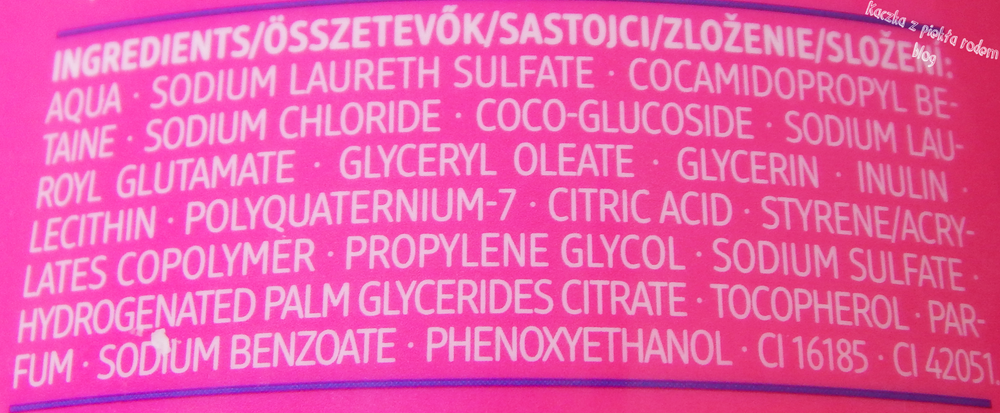 INGREDIENTS/ÖSSZETEVŐK/SASTOJCI/ZLOŽENIE/SLOŽENÍ:
AQUA · SODIUM LAURETH SULFATE · COCAMIDOPROPYL BE-
TAINE · SODIUM CHLORIDE · COCO-GLUCOSIDE · SODIUM LAU-
ROYL GLUTAMATE · GLYCERYL OLEATE · GLYCERIN · INULIN ·
LECITHIN · POLYQUATERNIUM-7 · CITRIC ACID · STYRENE/ACRY-
LATES COPOLYMER · PROPYLENE GLYCOL · SODIUM SULFATE ·
HYDROGENATED PALM GLYCERIDES CITRATE · TOCOPHEROL · PAR-
FUM · SODIUM BENZOATE · PHENOXYETHANOL · CI 16185 · CI 42051.
Kaczka z piekła rodem
blog